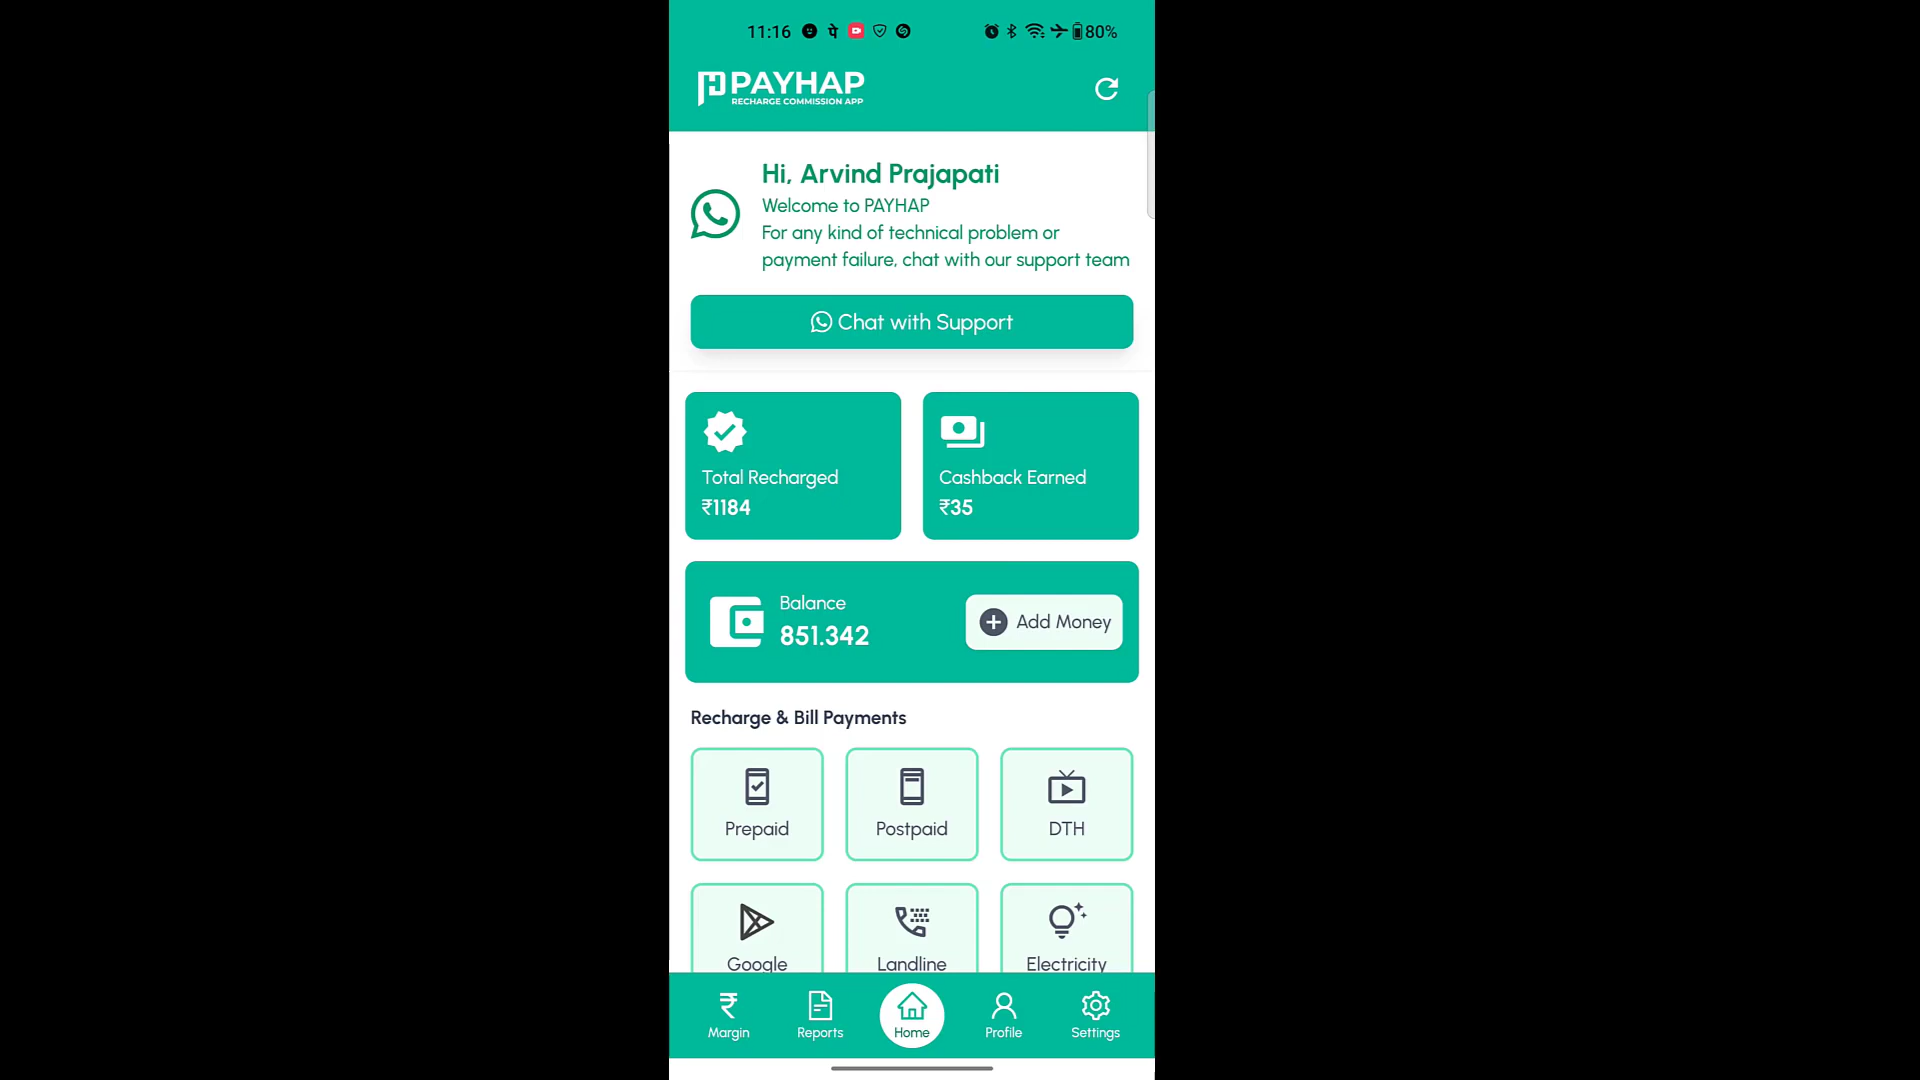 11:16
80%
PAYHAP
RECHARGE COMMISSION APP
Hi, Arvind Prajapati
Welcome to PAYHAP
For any kind of technical problem or
payment failure, chat with our support team
Chat with Support
Total Recharged
₹1184
Cashback Earned
₹35
Balance
851.342
Add Money
Recharge & Bill Payments
Prepaid
Postpaid
DTH
Google
Landline
Electricity
Margin
Reports
Home
Profile
Settings